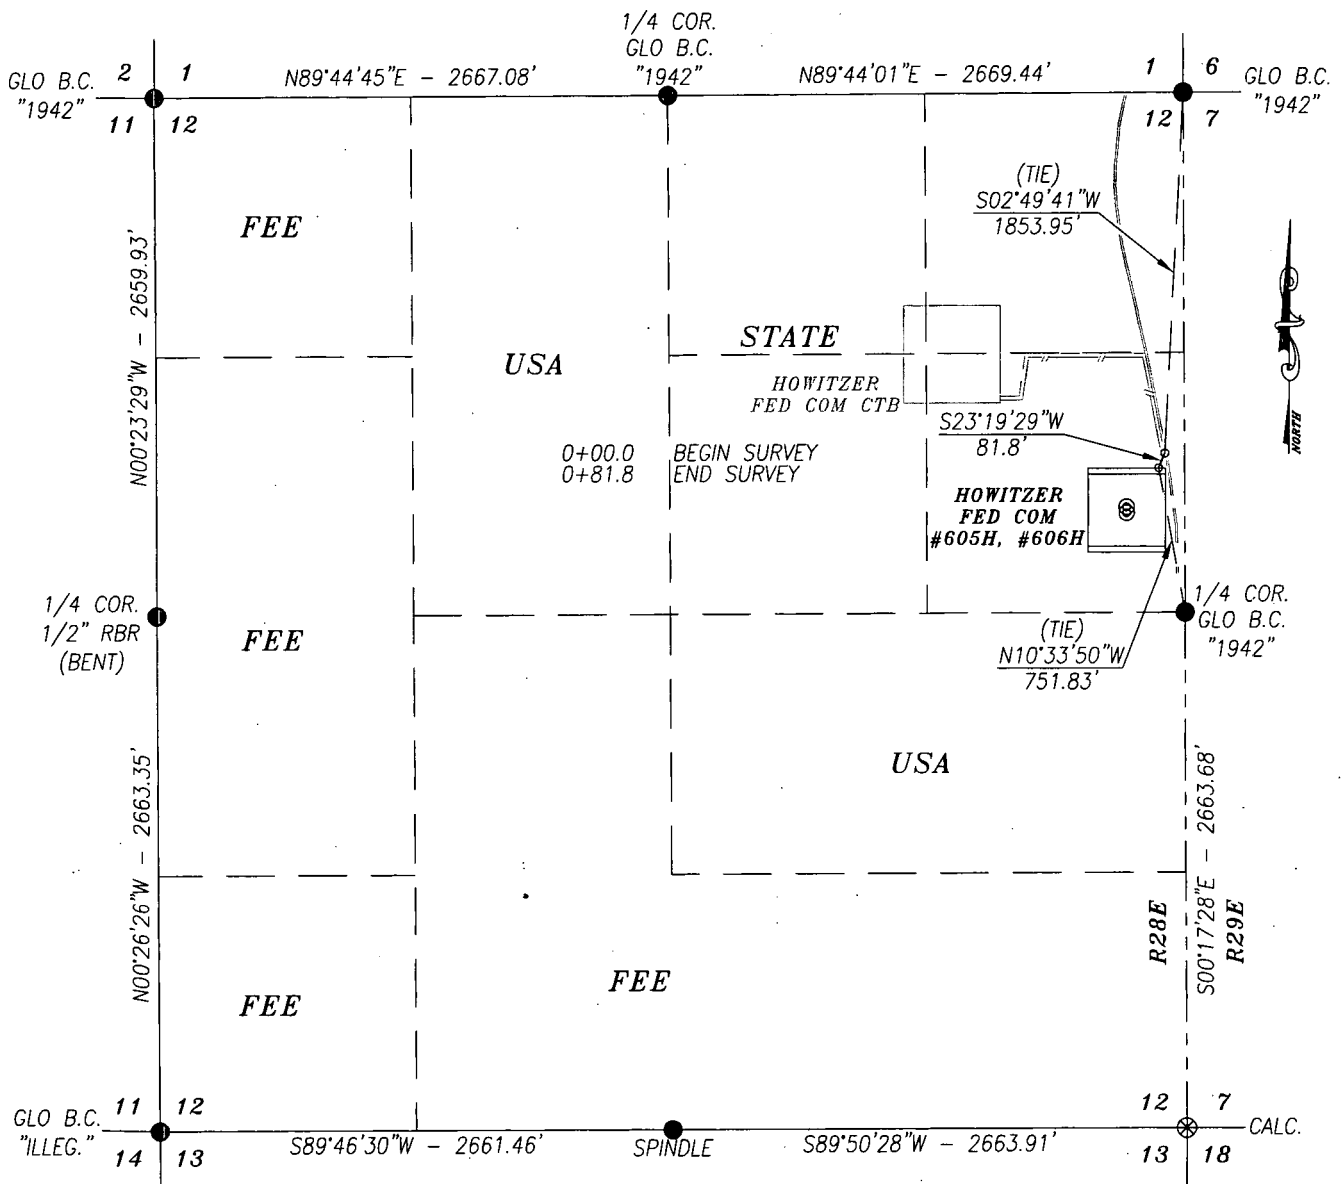 1/4 COR.
GLO B.C.
"1942"
GLO B.C.
"1942"
2 1
11 12
N89°44'45"E - 2667.08'
N89°44'01"E - 2669.44'
1 6
12 7
GLO B.C.
"1942"
(TIE)
S02°49'41"W
1853.95'
FEE
N00°23'29"W - 2659.93'
USA
STATE
HOWITZER
FED COM CTB
NORTH
S23°19'29"W
81.8'
0+00.0 BEGIN SURVEY
0+81.8 END SURVEY
HOWITZER
FED COM
#605H, #606H
1/4 COR.
1/2" RBR
(BENT)
FEE
1/4 COR.
GLO B.C.
"1942"
(TIE)
N10°33'50"W
751.83'
USA
N00°26'26"W - 2663.35'
S00°17'28"E - 2663.68'
R28E
R29E
FEE
FEE
GLO B.C.
"ILLEG."
11 12
14 13
S89°46'30"W - 2661.46'
SPINDLE
S89°50'28"W - 2663.91'
12 7
13 18
CALC.